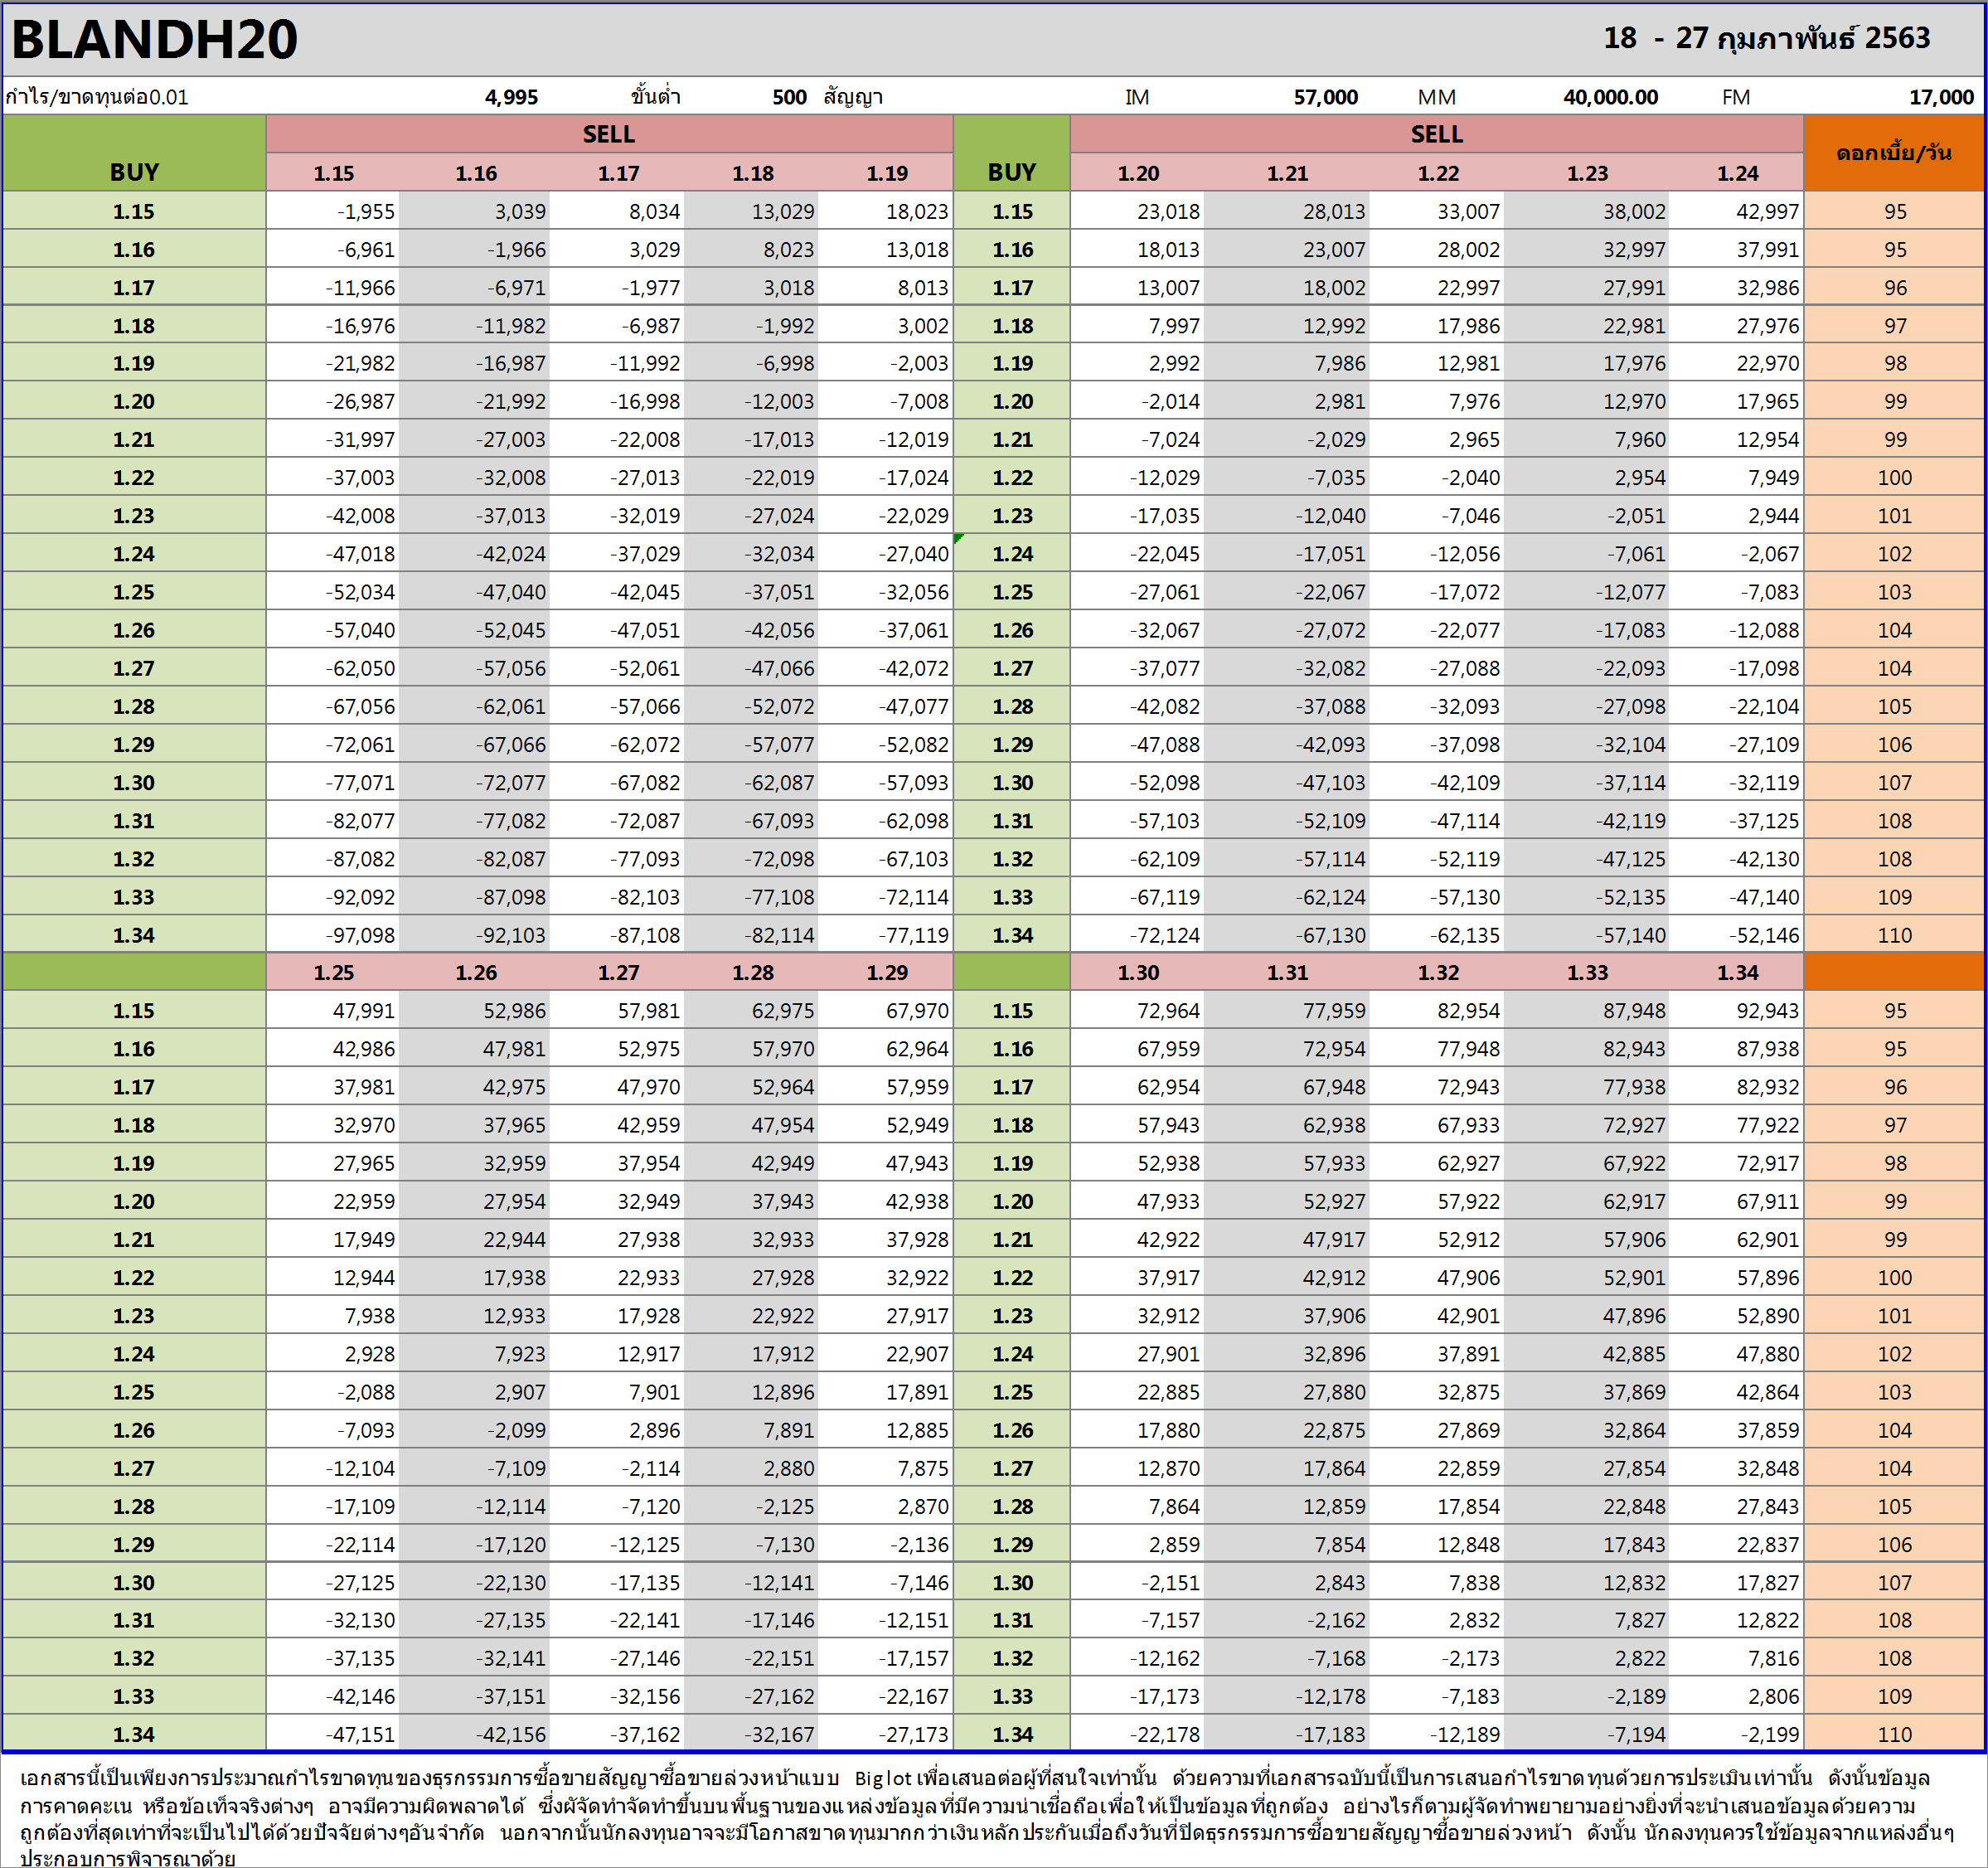 BLANDH20 18 - 27 กุมภาพันธ์ 2563
กำไร/ขาดทุนต่อ0.01 4,995 ขั้นต่ำ 500 สัญญา IM 57,000 MM 40,000.00 FM 17,000
SELL SELL
BUY 1.15 1.16 1.17 1.18 1.19 BUY 1.20 1.21 1.22 1.23 1.24 ดอกเบี้ย/วัน
1.15 -1,955 3,039 8,034 13,029 18,023 1.15 23,018 28,013 33,007 38,002 42,997 95
1.16 -6,961 -1,966 3,029 8,023 13,018 1.16 18,013 23,007 28,002 32,997 37,991 95
1.17 -11,966 -6,971 -1,977 3,018 8,013 1.17 13,007 18,002 22,997 27,991 32,986 96
1.18 -16,976 -11,982 -6,987 -1,992 3,002 1.18 7,997 12,992 17,986 22,981 27,976 97
1.19 -21,982 -16,987 -11,992 -6,998 -2,003 1.19 2,992 7,986 12,981 17,976 22,970 98
1.20 -26,987 -21,992 -16,998 -12,003 -7,008 1.20 -2,014 2,981 7,976 12,970 17,965 99
1.21 -31,997 -27,003 -22,008 -17,013 -12,019 1.21 -7,024 -2,029 2,965 7,960 12,954 99
1.22 -37,003 -32,008 -27,013 -22,019 -17,024 1.22 -12,029 -7,035 -2,040 2,954 7,949 100
1.23 -42,008 -37,013 -32,019 -27,024 -22,029 1.23 -17,035 -12,040 -7,046 -2,051 2,944 101
1.24 -47,018 -42,024 -37,029 -32,034 -27,040 1.24 -22,045 -17,051 -12,056 -7,061 -2,067 102
1.25 -52,034 -47,040 -42,045 -37,051 -32,056 1.25 -27,061 -22,067 -17,072 -12,077 -7,083 103
1.26 -57,040 -52,045 -47,051 -42,056 -37,061 1.26 -32,067 -27,072 -22,077 -17,083 -12,088 104
1.27 -62,050 -57,056 -52,061 -47,066 -42,072 1.27 -37,077 -32,082 -27,088 -22,093 -17,098 104
1.28 -67,056 -62,061 -57,066 -52,072 -47,077 1.28 -42,082 -37,088 -32,093 -27,098 -22,104 105
1.29 -72,061 -67,066 -62,072 -57,077 -52,082 1.29 -47,088 -42,093 -37,098 -32,104 -27,109 106
1.30 -77,071 -72,077 -67,082 -62,087 -57,093 1.30 -52,098 -47,103 -42,109 -37,114 -32,119 107
1.31 -82,077 -77,082 -72,087 -67,093 -62,098 1.31 -57,103 -52,109 -47,114 -42,119 -37,125 108
1.32 -87,082 -82,087 -77,093 -72,098 -67,103 1.32 -62,109 -57,114 -52,119 -47,125 -42,130 108
1.33 -92,092 -87,098 -82,103 -77,108 -72,114 1.33 -67,119 -62,124 -57,130 -52,135 -47,140 109
1.34 -97,098 -92,103 -87,108 -82,114 -77,119 1.34 -72,124 -67,130 -62,135 -57,140 -52,146 110
1.25 1.26 1.27 1.28 1.29 1.30 1.31 1.32 1.33 1.34
1.15 47,991 52,986 57,981 62,975 67,970 1.15 72,964 77,959 82,954 87,948 92,943 95
1.16 42,986 47,981 52,975 57,970 62,964 1.16 67,959 72,954 77,948 82,943 87,938 95
1.17 37,981 42,975 47,970 52,964 57,959 1.17 62,954 67,948 72,943 77,938 82,932 96
1.18 32,970 37,965 42,959 47,954 52,949 1.18 57,943 62,938 67,933 72,927 77,922 97
1.19 27,965 32,959 37,954 42,949 47,943 1.19 52,938 57,933 62,927 67,922 72,917 98
1.20 22,959 27,954 32,949 37,943 42,938 1.20 47,933 52,927 57,922 62,917 67,911 99
1.21 17,949 22,944 27,938 32,933 37,928 1.21 42,922 47,917 52,912 57,906 62,901 99
1.22 12,944 17,938 22,933 27,928 32,922 1.22 37,917 42,912 47,906 52,901 57,896 100
1.23 7,938 12,933 17,928 22,922 27,917 1.23 32,912 37,906 42,901 47,896 52,890 101
1.24 2,928 7,923 12,917 17,912 22,907 1.24 27,901 32,896 37,891 42,885 47,880 102
1.25 -2,088 2,907 7,901 12,896 17,891 1.25 22,885 27,880 32,875 37,869 42,864 103
1.26 -7,093 -2,099 2,896 7,891 12,885 1.26 17,880 22,875 27,869 32,864 37,859 104
1.27 -12,104 -7,109 -2,114 2,880 7,875 1.27 12,870 17,864 22,859 27,854 32,848 104
1.28 -17,109 -12,114 -7,120 -2,125 2,870 1.28 7,864 12,859 17,854 22,848 27,843 105
1.29 -22,114 -17,120 -12,125 -7,130 -2,136 1.29 2,859 7,854 12,848 17,843 22,837 106
1.30 -27,125 -22,130 -17,135 -12,141 -7,146 1.30 -2,151 2,843 7,838 12,832 17,827 107
1.31 -32,130 -27,135 -22,141 -17,146 -12,151 1.31 -7,157 -2,162 2,832 7,827 12,822 108
1.32 -37,135 -32,141 -27,146 -22,151 -17,157 1.32 -12,162 -7,168 -2,173 2,822 7,816 108
1.33 -42,146 -37,151 -32,156 -27,162 -22,167 1.33 -17,173 -12,178 -7,183 -2,189 2,806 109
1.34 -47,151 -42,156 -37,162 -32,167 -27,173 1.34 -22,178 -17,183 -12,189 -7,194 -2,199 110
เอกสารนี้เป็นเพียงการประมาณกำไรขาดทุนของธุรกรรมการซื้อขายสัญญาซื้อขายล่วงหน้าแบบ Big lot เพื่อเสนอต่อผู้ที่สนใจเท่านั้น ด้วยความที่เอกสารฉบับนี้เป็นการเสนอกำไรขาดทุนด้วยการประเมินเท่านั้น ดังนั้นข้อมูล
การคาดคะเน หรือข้อเท็จจริงต่างๆ อาจมีความผิดพลาดได้ ซึ่งผัจัดทำจัดทำขึ้นบนพื้นฐานของแหล่งข้อมูลที่มีความน่าเชื่อถือเพื่อให้เป็นข้อมูลที่ถูกต้อง อย่างไรก็ตามผู้จัดทำพยายามอย่างยิ่งที่จะนำเสนอข้อมูลด้วยความ
ถูกต้องที่สุดเท่าที่จะเป็นไปได้ด้วยปัจจัยต่างๆอันจำกัด นอกจากนั้นนักลงทุนอาจจะมีโอกาสขาดทุนมากกว่าเงินหลักประกันเมื่อถึงวันที่ปิดธุรกรรมการซื้อขายสัญญาซื้อขายล่วงหน้า ดังนั้น นักลงทุนควรใช้ข้อมูลจากแหล่งอื่นๆ
ประกอบการพิจารณาด้วย